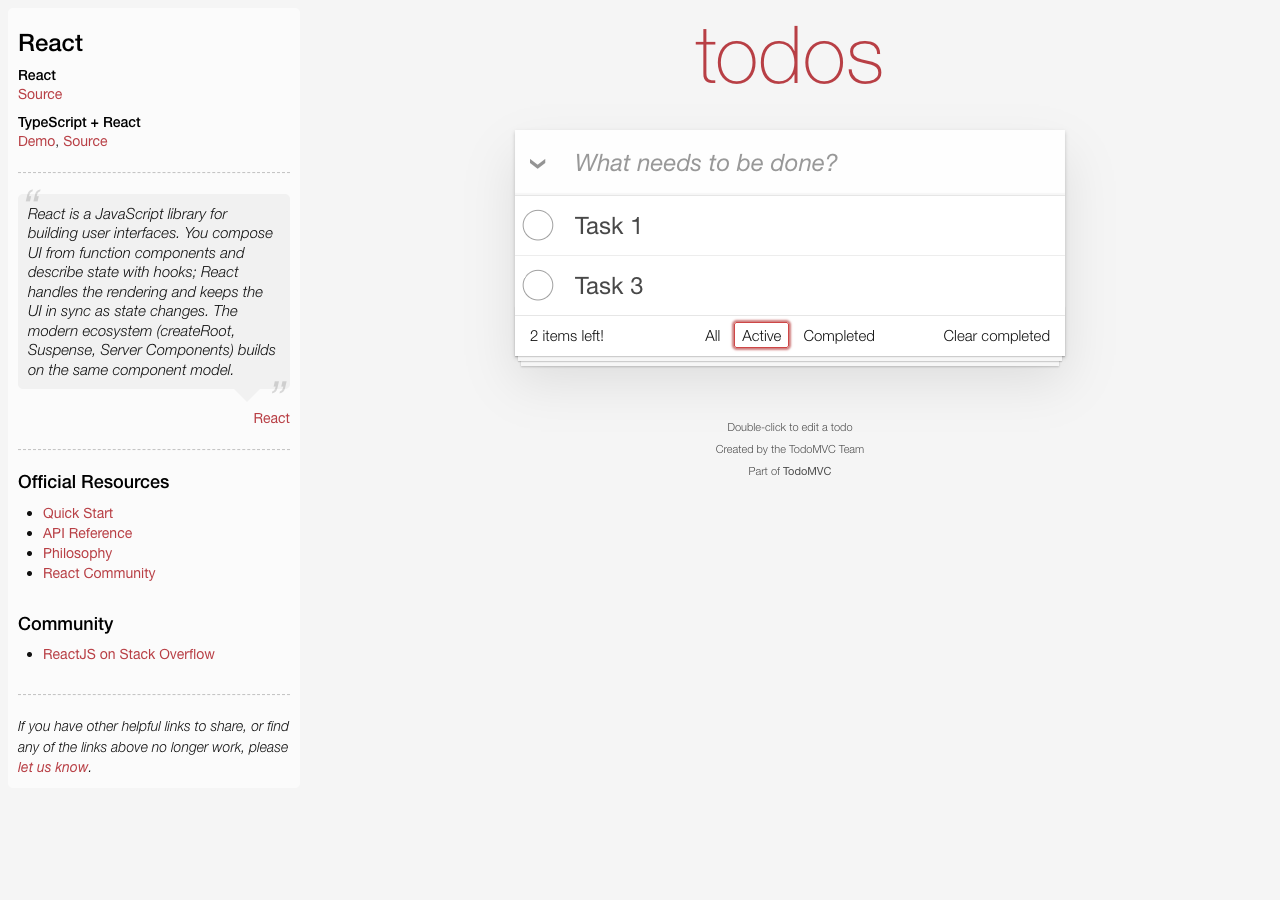 React
React
Source
TypeScript + React
Demo, Source
“
React is a JavaScript library for
building user interfaces. You compose
UI from function components and
describe state with hooks; React
handles the rendering and keeps the
UI in sync as state changes. The
modern ecosystem (createRoot,
Suspense, Server Components) builds
on the same component model.
”
React
Official Resources
Quick Start
API Reference
Philosophy
React Community
Community
ReactJS on Stack Overflow
If you have other helpful links to share, or find
any of the links above no longer work, please
let us know.
todos
What needs to be done?
Task 1
Task 3
2 items left! All Active Completed Clear completed
Double-click to edit a todo
Created by the TodoMVC Team
Part of TodoMVC